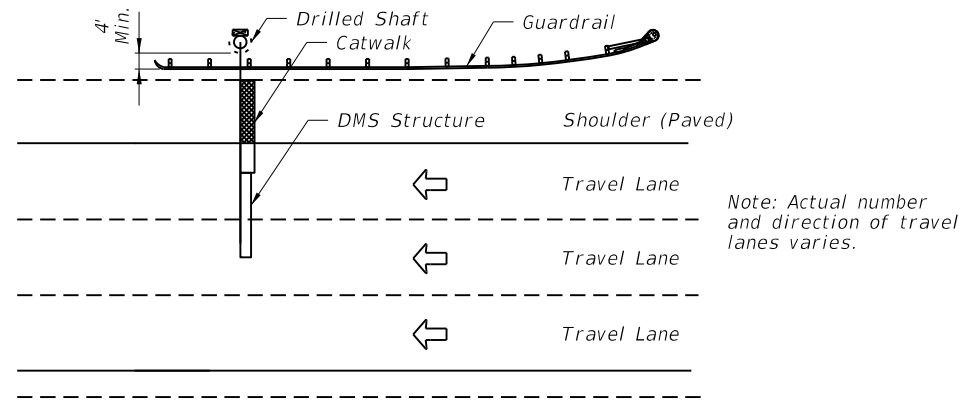 4'
Min.
Drilled Shaft
Catwalk
Guardrail
DMS Structure
Shoulder (Paved)
Travel Lane
Travel Lane
Travel Lane
Note: Actual number
and direction of travel
lanes varies.